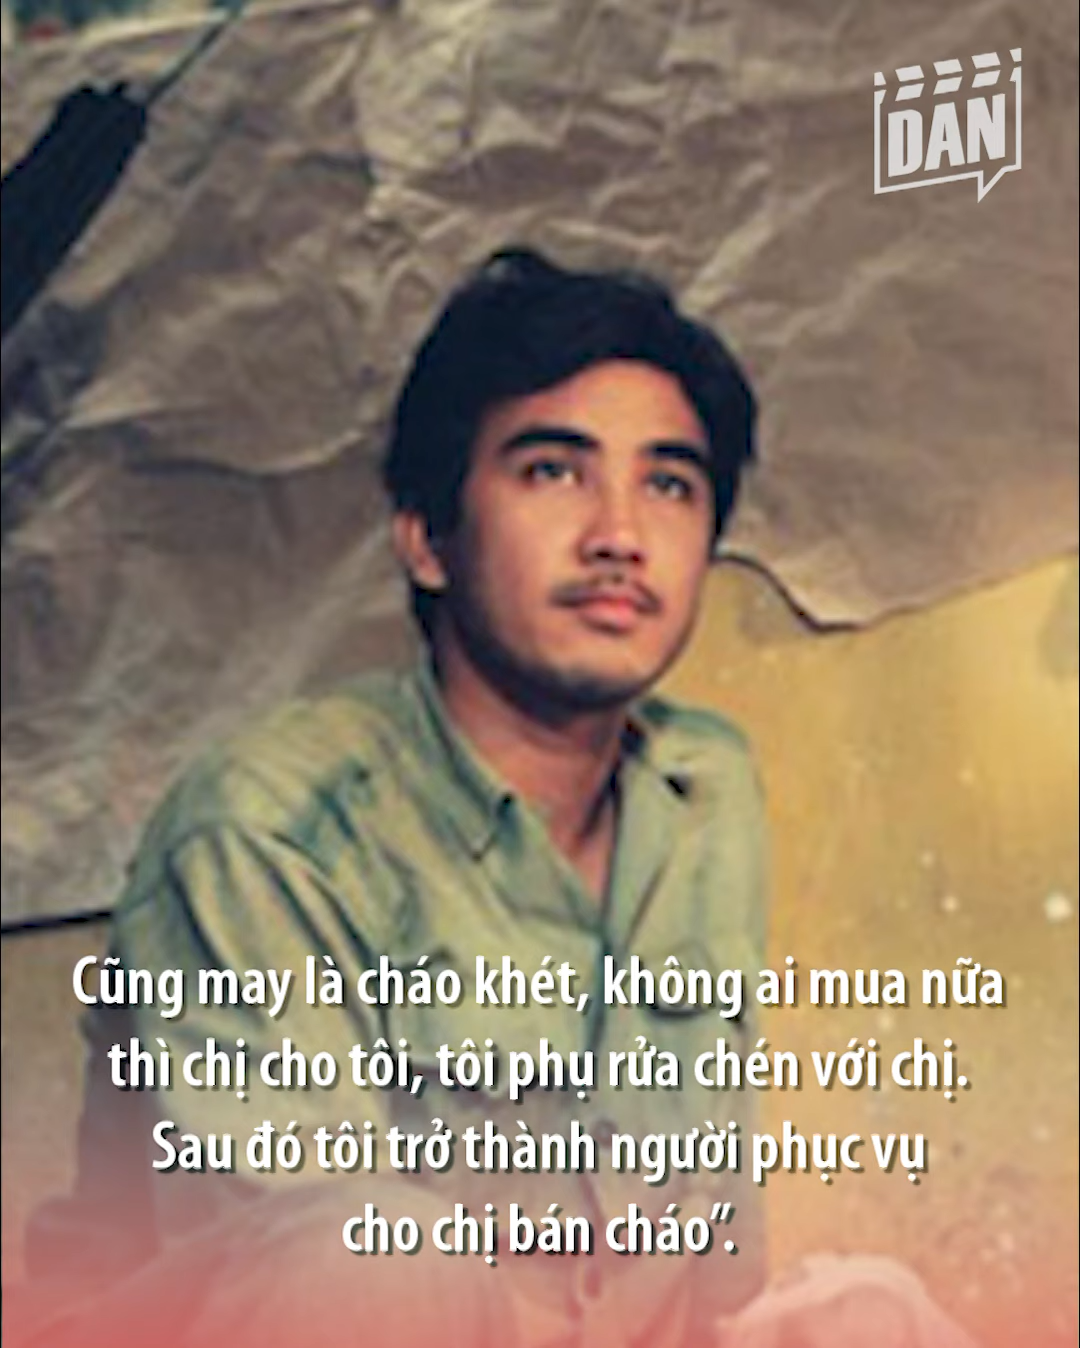 DAN
Cũng may là cháo khét, không ai mua nữa
thì chị cho tôi, tôi phụ rửa chén với chị.
Sau đó tôi trở thành người phục vụ
cho chị bán cháo”.